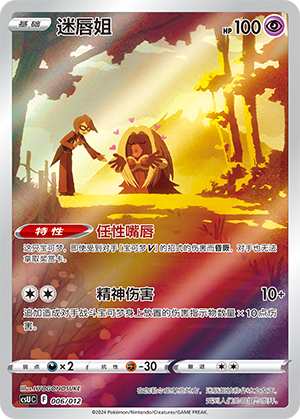 基础 迷唇姐 HP 100
特性 任性嘴唇
这只宝可梦，即使受到对手「宝可梦V」的招式的伤害而昏厥，对手也无法
拿取奖赏卡。
精神伤害 10+
追加造成对手战斗宝可梦身上放置的伤害指示物数量×10点伤
害。
Illus. HYOGONOSUKE
弱点 ×2 抵抗力 -30 撤退
csU C F 006/012
©2024 Pokémon/Nintendo/Creatures/GAME FREAK.